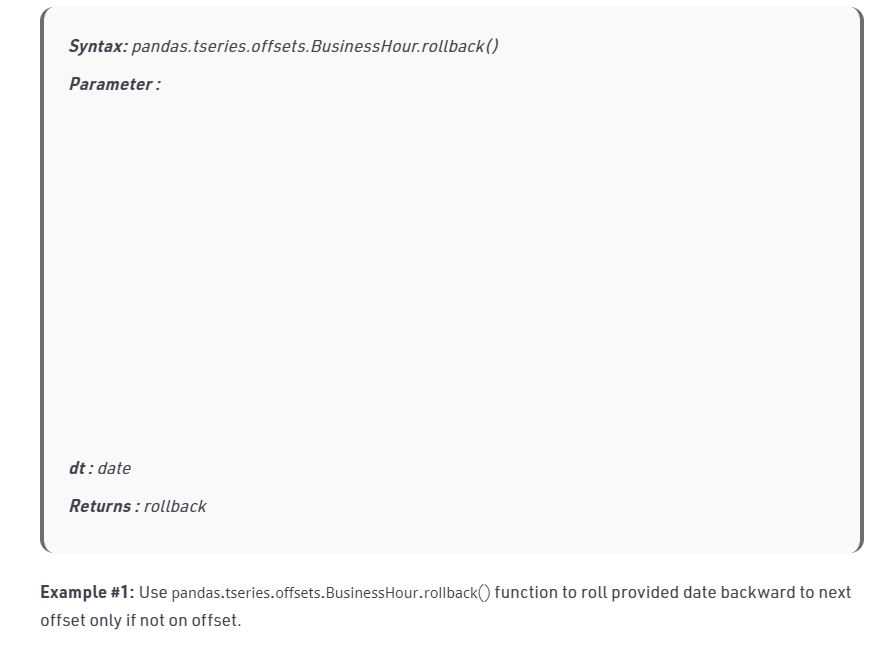 Syntax: pandas.tseries.offsets.BusinessHour.rollback()
Parameter :
dt : date
Returns : rollback
Example #1: Use pandas.tseries.offsets.BusinessHour.rollback() function to roll provided date backward to next
offset only if not on offset.